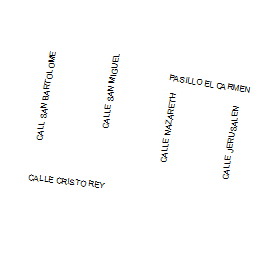 CALL SAN BARTOLOME
CALLE SAN MIGUEL
PASILLO EL CARMEN
CALLE NAZARETH
CALLE JERUSALEN
CALLE CRISTO REY